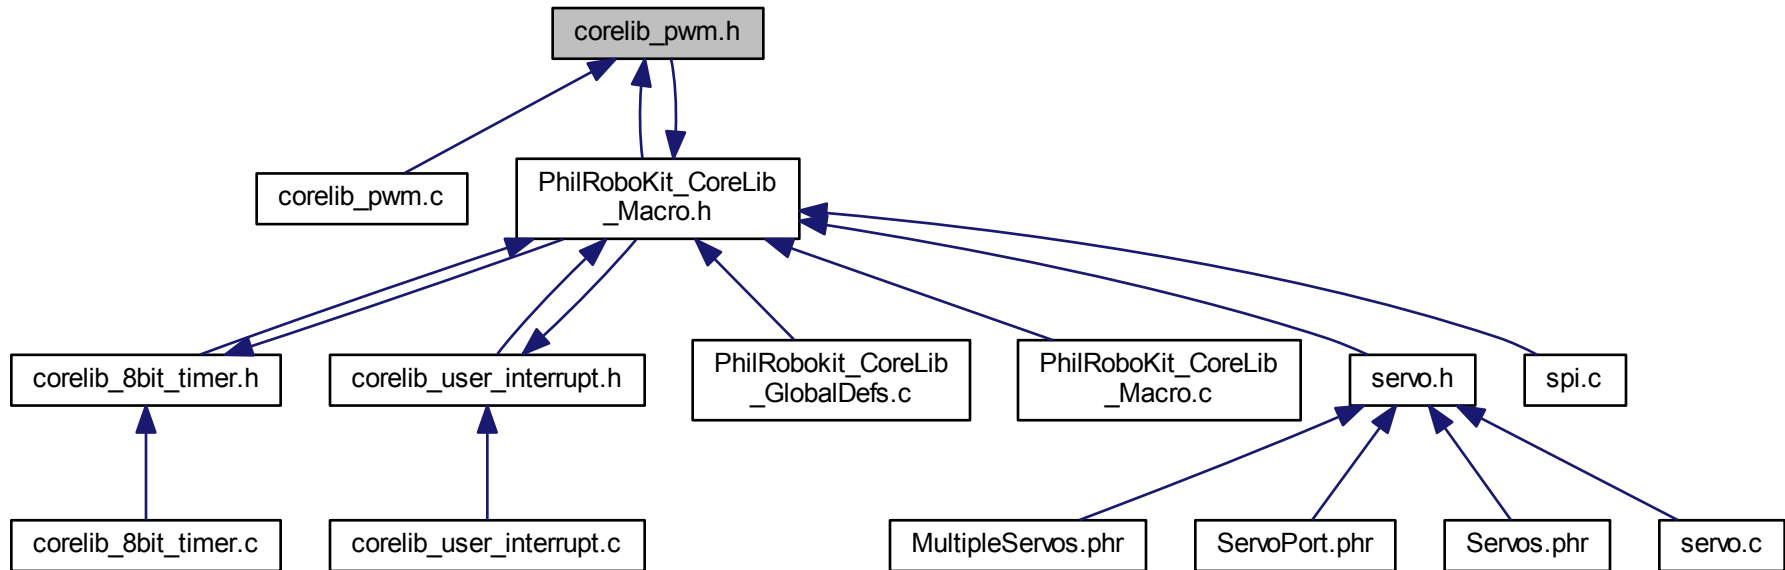 corelib_pwm.h
corelib_pwm.c
PhilRoboKit_CoreLib
_Macro.h
corelib_8bit_timer.h
corelib_user_interrupt.h
PhilRobokit_CoreLib
_GlobalDefs.c
PhilRoboKit_CoreLib
_Macro.c
servo.h
spi.c
corelib_8bit_timer.c
corelib_user_interrupt.c
MultipleServos.phr
ServoPort.phr
Servos.phr
servo.c